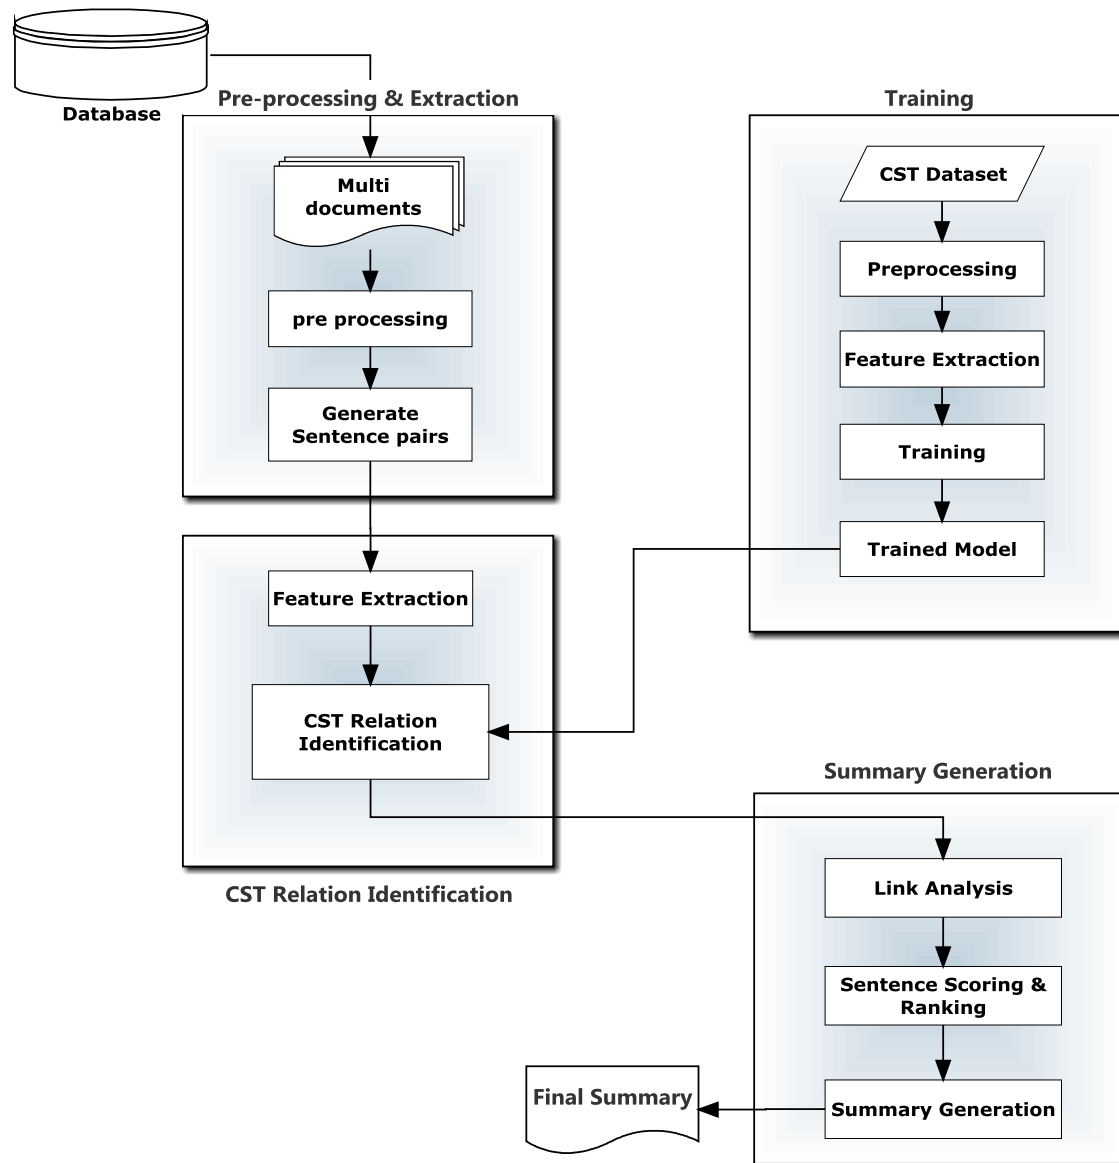 Database
Pre-processing & Extraction
Multi
documents
pre processing
Generate
Sentence pairs
Feature Extraction
CST Relation
Identification
CST Relation Identification
Training
CST Dataset
Preprocessing
Feature Extraction
Training
Trained Model
Summary Generation
Link Analysis
Sentence Scoring &
Ranking
Summary Generation
Final Summary